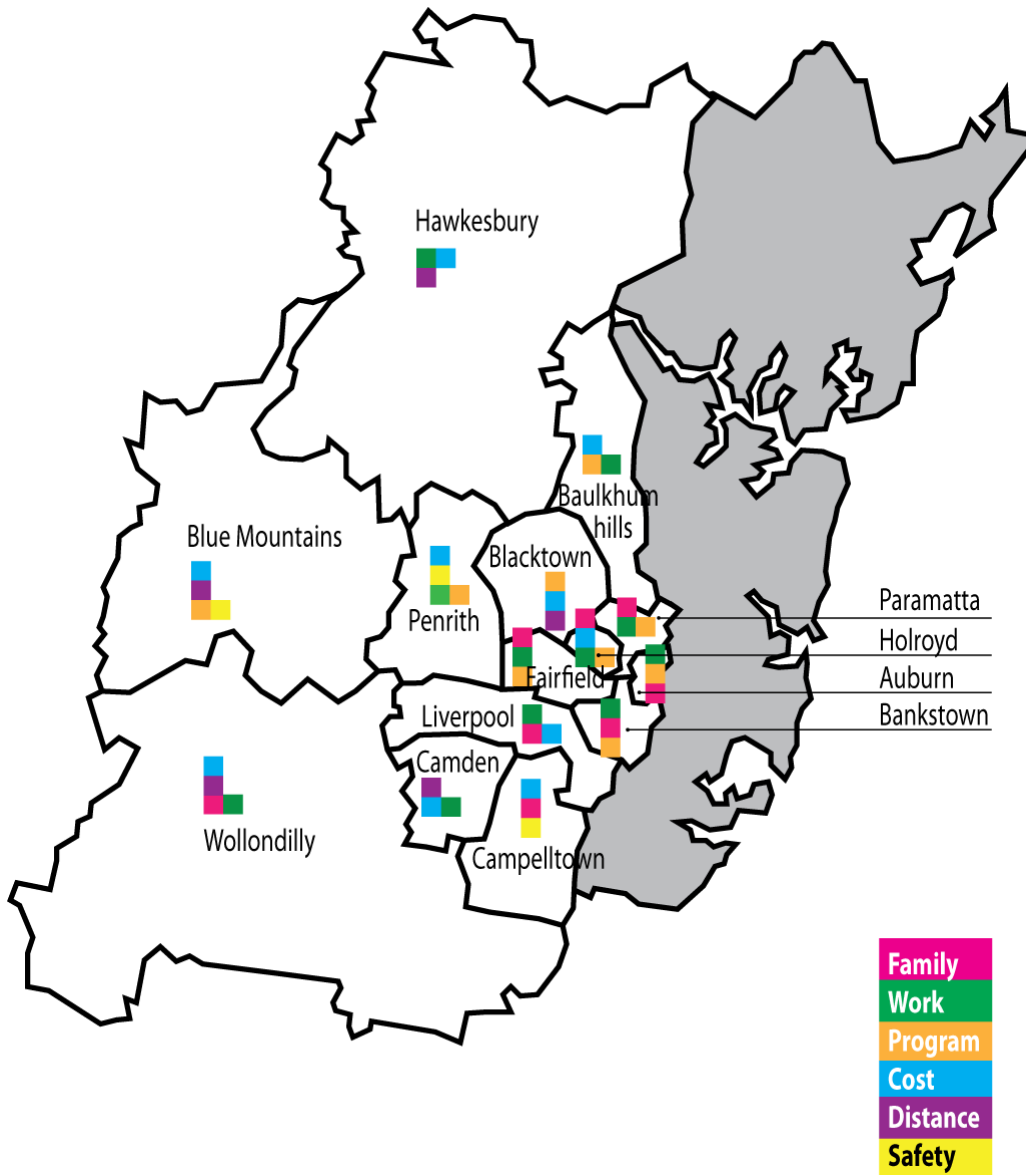 Hawkesbury
Baulkhum
hills
Blue Mountains
Blacktown
Penrith
Paramatta
Holroyd
Fairfield
Auburn
Liverpool
Bankstown
Camden
Wollondilly
Campelltown
Family
Work
Program
Cost
Distance
Safety